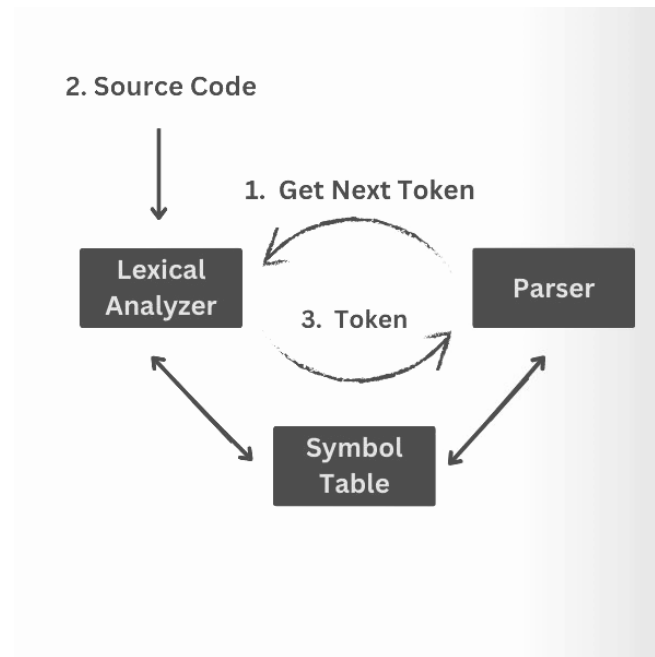 2. Source Code
1. Get Next Token
Lexical
Analyzer
Parser
3. Token
Symbol
Table